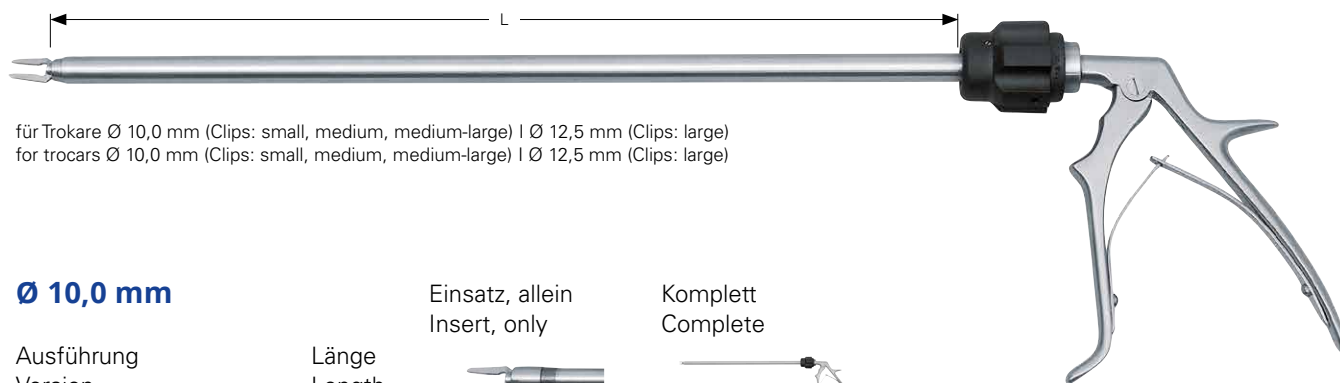 L
für Trokare Ø 10,0 mm (Clips: small, medium, medium-large) I Ø 12,5 mm (Clips: large)
for trocars Ø 10,0 mm (Clips: small, medium, medium-large) I Ø 12,5 mm (Clips: large)
Ø 10,0 mm
Einsatz, allein
Insert, only
Komplett
Complete
Ausführung
Version
Länge
Length